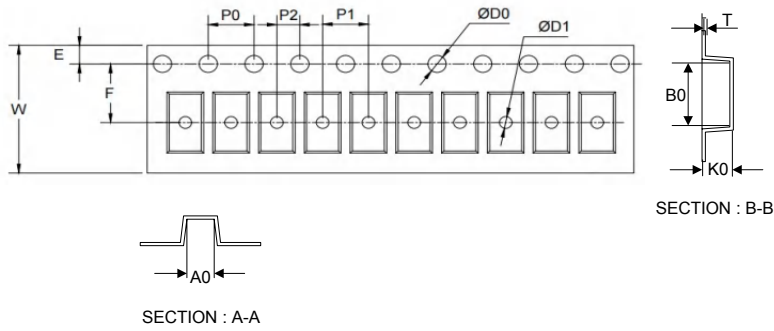 P0
P2
P1
ØD0
ØD1
T
E
F
W
B0
K0
SECTION : B-B
A0
SECTION : A-A